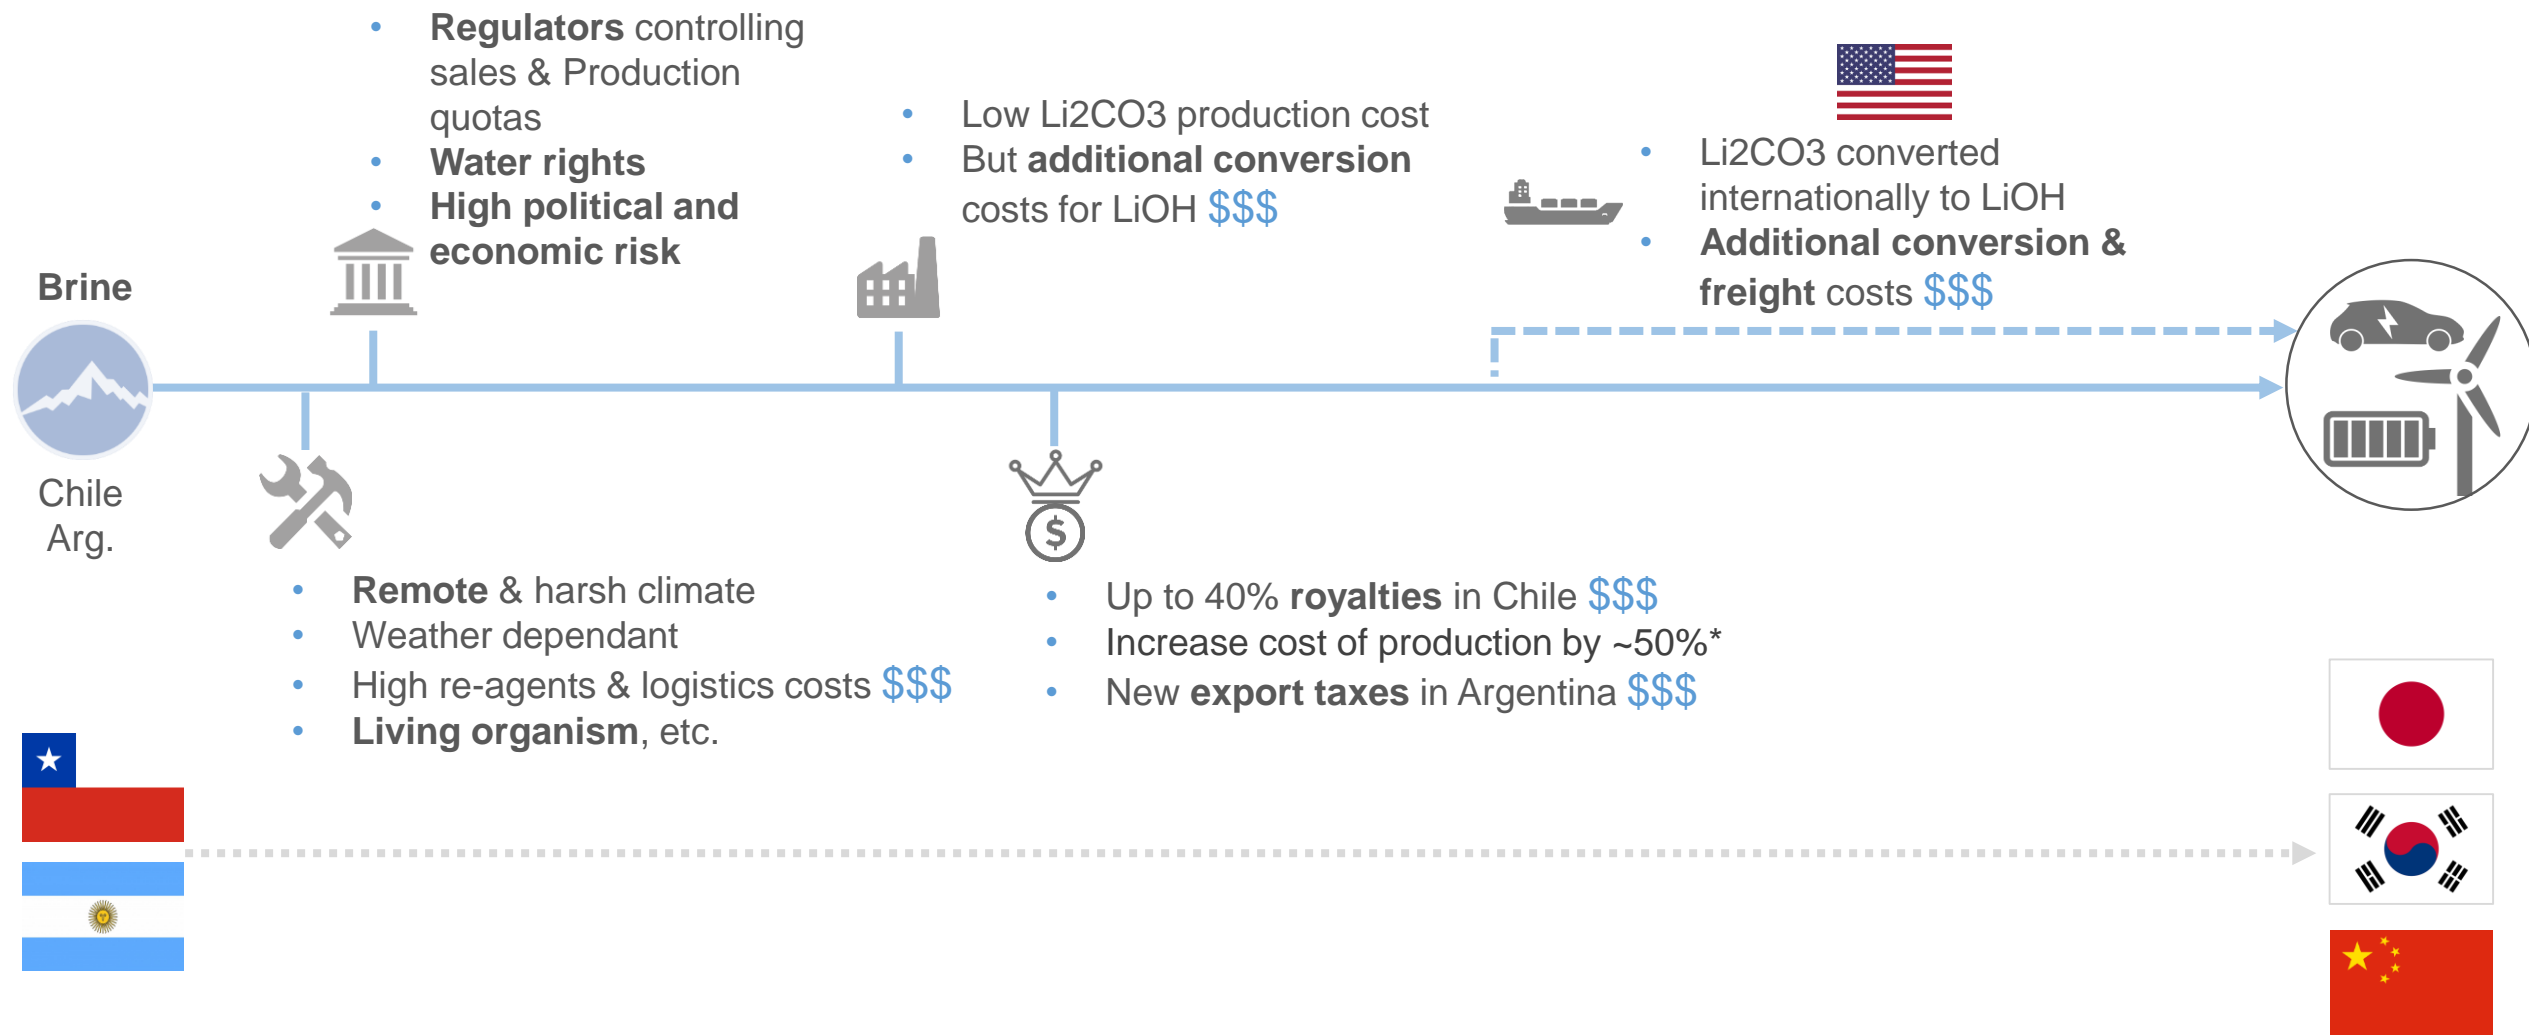 • Regulators controlling
sales & Production
quotas
• Water rights
• High political and
economic risk
• Low Li2CO3 production cost
• But additional conversion
costs for LiOH $$$
• Li2CO3 converted
internationally to LiOH
• Additional conversion &
freight costs $$$
Brine
Chile
Arg.
• Remote & harsh climate
• Weather dependant
• High re-agents & logistics costs $$$
• Living organism, etc.
$
• Up to 40% royalties in Chile $$$
• Increase cost of production by ~50%*
• New export taxes in Argentina $$$